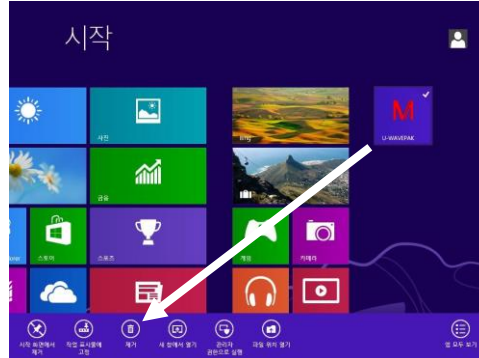 시작
사진
Bing
M
U-WAVEPAK
금융
스토어
스포츠
게임
카메라
시작 화면에서
제거
작업 표시줄에
고정
제거
새 창에서 열기
관리자
권한으로 실행
파일 위치 열기
앱 모두 보기